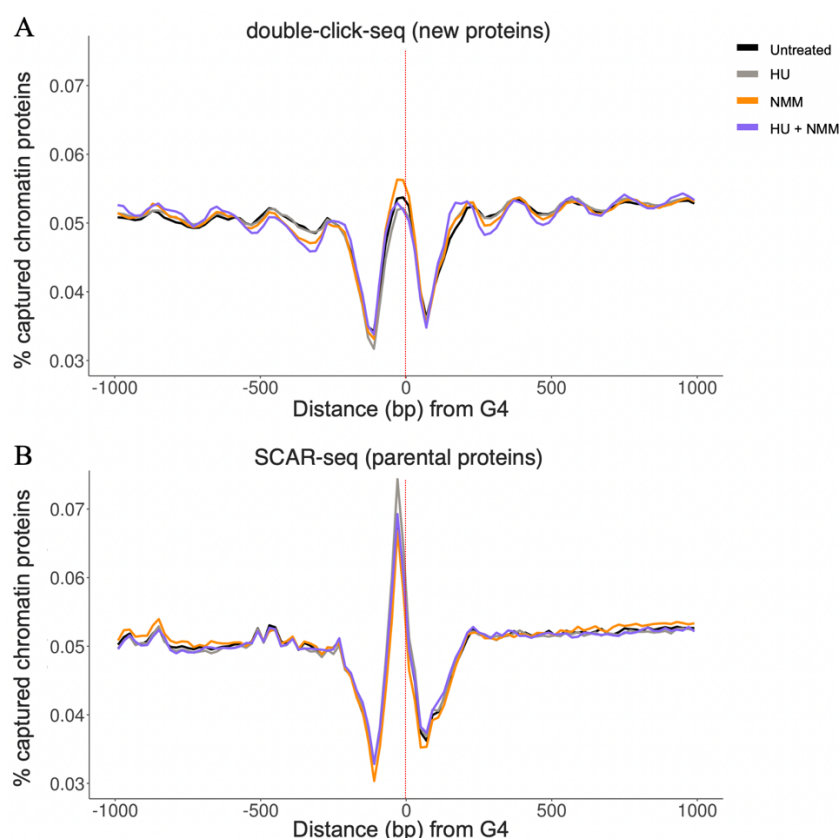 A
double-click-seq (new proteins)
Untreated
HU
NMM
HU + NMM
% captured chromatin proteins
0.07
0.06
0.05
0.04
0.03
-1000
-500
0
500
1000
Distance (bp) from G4
B
SCAR-seq (parental proteins)
% captured chromatin proteins
0.07
0.06
0.05
0.04
0.03
-1000
-500
0
500
1000
Distance (bp) from G4